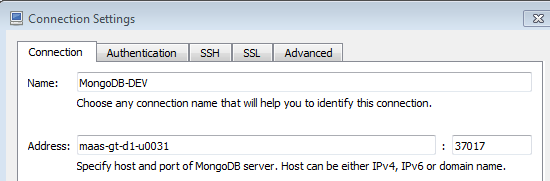 Connection Settings
Connection Authentication SSH SSL Advanced
Name: MongoDB-DEV
Choose any connection name that will help you to identify this connection.
Address: maas-gt-d1-u0031 : 37017
Specify host and port of MongoDB server. Host can be either IPv4, IPv6 or domain name.